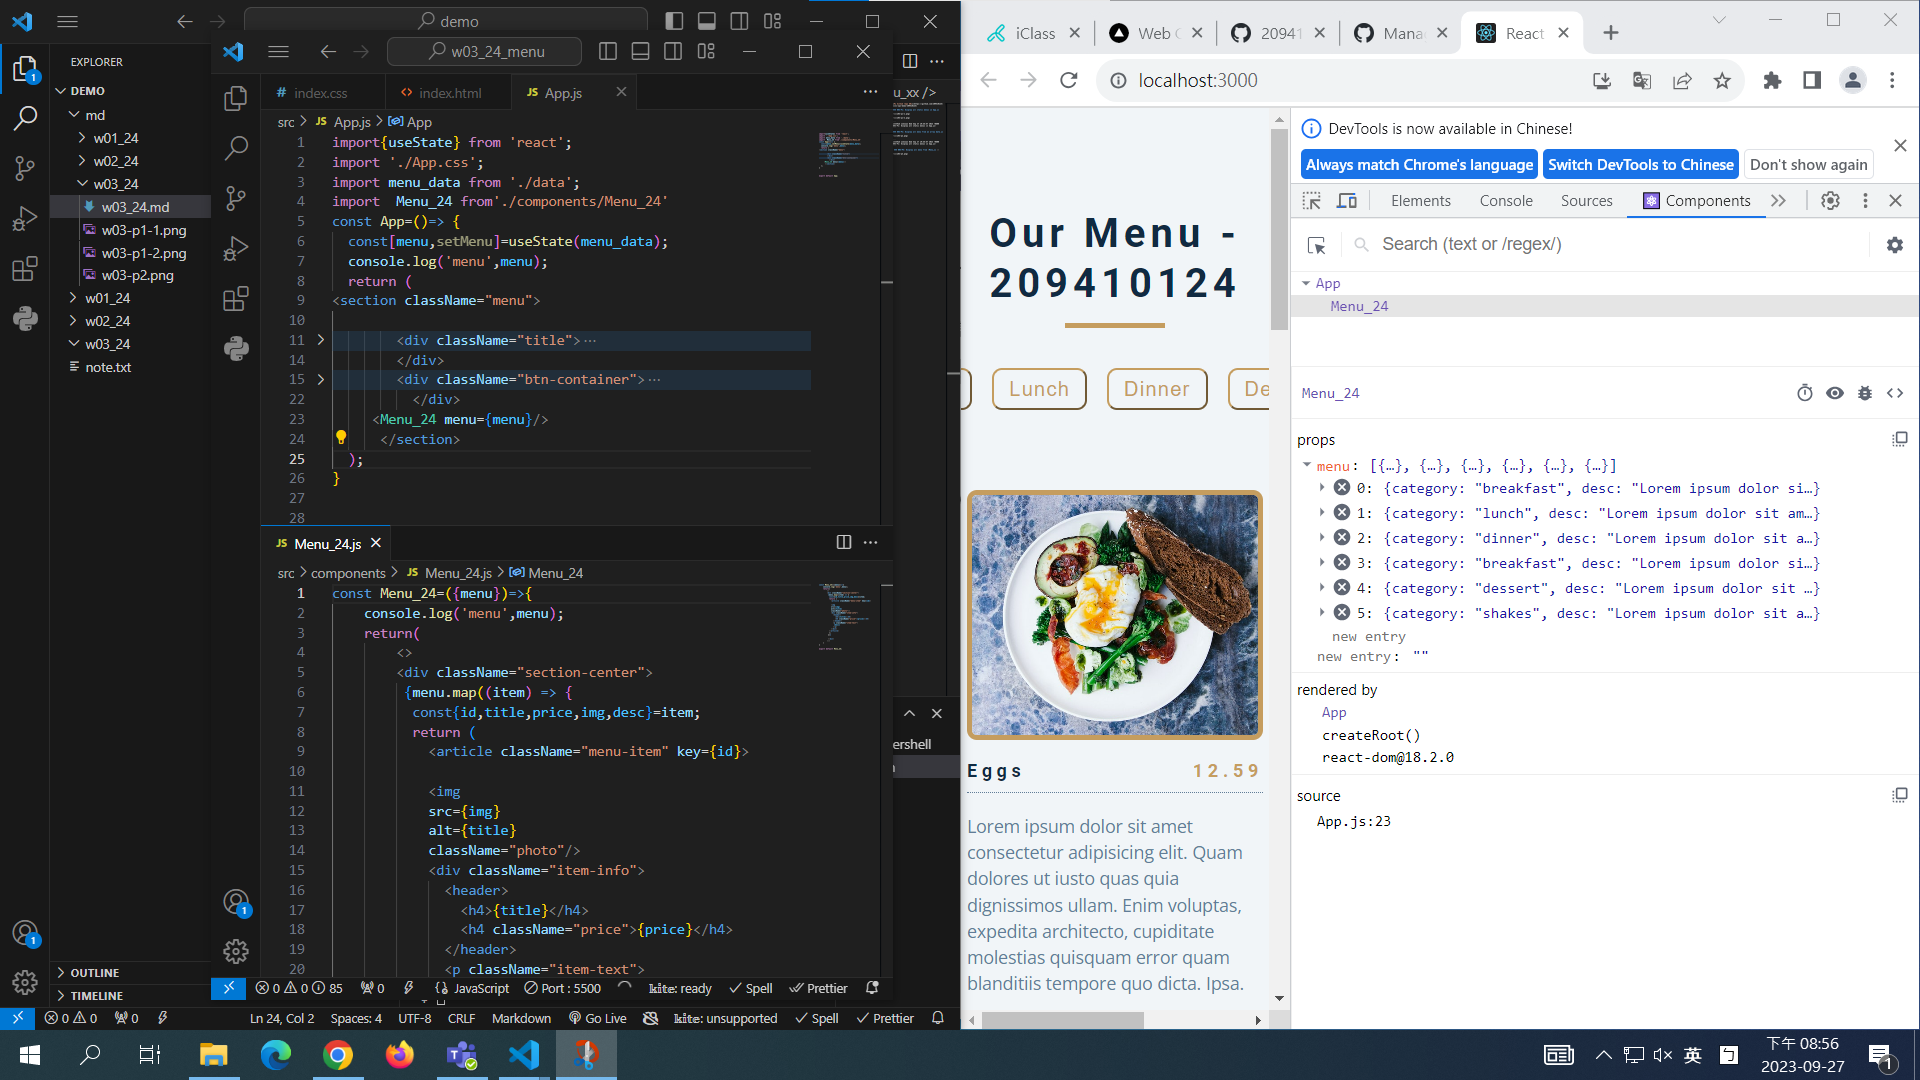 demo
EXPLORER
DEMO
md
w01_24
w02_24
w03_24
w03_24.md
w03-p1-1.png
w03-p1-2.png
w03-p2.png
w01_24
w02_24
w03_24
note.txt
OUTLINE
TIMELINE
w03_24_menu
index.css
index.html
App.js
src > App.js > App
1 import{useState} from 'react';
2 import './App.css';
3 import menu_data from './data';
4 import  Menu_24 from'./components/Menu_24'
5 const App=()=> {
6 const[menu,setMenu]=useState(menu_data);
7 console.log('menu',menu);
8 return (
9 <section className="menu">
10
11 <div className="title">···
14 </div>
15 <div className="btn-container">···
22 </div>
23 <Menu_24 menu={menu}/>
24 </section>
25 );
26 }
27
28
Menu_24.js
src > components > Menu_24.js > Menu_24
1 const Menu_24=({menu})=>{
2 console.log('menu',menu);
3 return(
4 <>
5 <div className="section-center">
6 {menu.map((item) => {
7 const{id,title,price,img,desc}=item;
8 return (
9 <article className="menu-item" key={id}>
10
11 <img
12 src={img}
13 alt={title}
14 className="photo"/>
15 <div className="item-info">
16 <header>
17 <h4>{title}</h4>
18 <h4 className="price">{price}</h4>
19 </header>
20 <p className="item-text">
0 0 85 0 JavaScript Port : 5500 kite: ready Spell Prettier
u_xx />
ershell
0 0 0 Ln 24, Col 2 Spaces: 4 UTF-8 CRLF Markdown Go Live kite: unsupported Spell Prettier
iClass
Web
20941
Mana
React
localhost:3000
Our Menu -
209410124
Lunch
Dinner
De
Eggs 12.59
Lorem ipsum dolor sit amet
consectetur adipisicing elit. Quam
dolores ut iusto quas quia
dignissimos ullam. Enim voluptas,
expedita architecto, cupiditate
molestias quisquam error quam
blanditiis tempore quo dicta. Ipsa.
DevTools is now available in Chinese!
Always match Chrome's language
Switch DevTools to Chinese
Don't show again
Elements
Console
Sources
Components
Search (text or /regex/)
App
Menu_24
Menu_24
props
menu: [{…}, {…}, {…}, {…}, {…}, {…}]
0: {category: "breakfast", desc: "Lorem ipsum dolor si…}
1: {category: "lunch", desc: "Lorem ipsum dolor sit am…}
2: {category: "dinner", desc: "Lorem ipsum dolor sit a…}
3: {category: "breakfast", desc: "Lorem ipsum dolor si…}
4: {category: "dessert", desc: "Lorem ipsum dolor sit …}
5: {category: "shakes", desc: "Lorem ipsum dolor sit a…}
new entry
new entry: ""
rendered by
App
createRoot()
react-dom@18.2.0
source
App.js:23
英
下午 08:56
2023-09-27
1